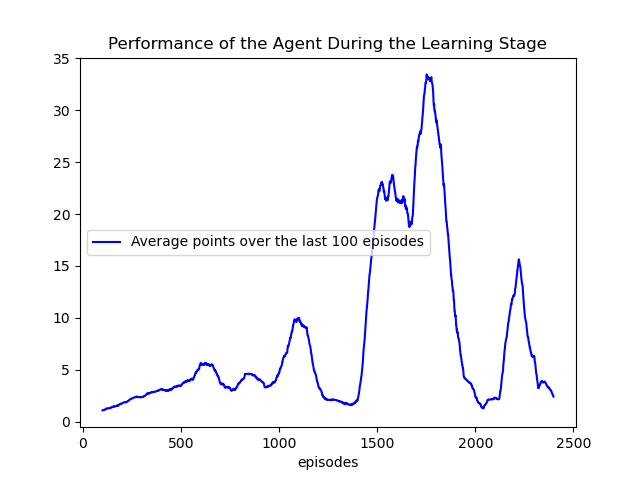 Performance of the Agent During the Learning Stage
35
30
25
20
15
10
5
0
Average points over the last 100 episodes
0 500 1000 1500 2000 2500
episodes